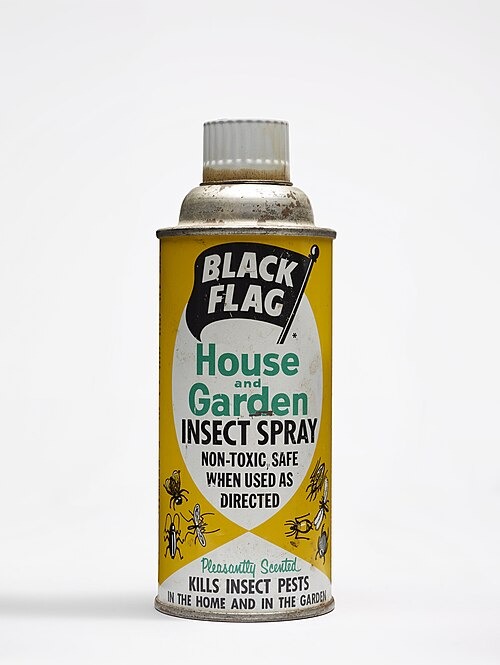 BLACK
FLAG
*
House
and
Garden
INSECT SPRAY
NON-TOXIC, SAFE
WHEN USED AS
DIRECTED
Pleasantly Scented
KILLS INSECT PESTS
IN THE HOME AND IN THE GARDEN